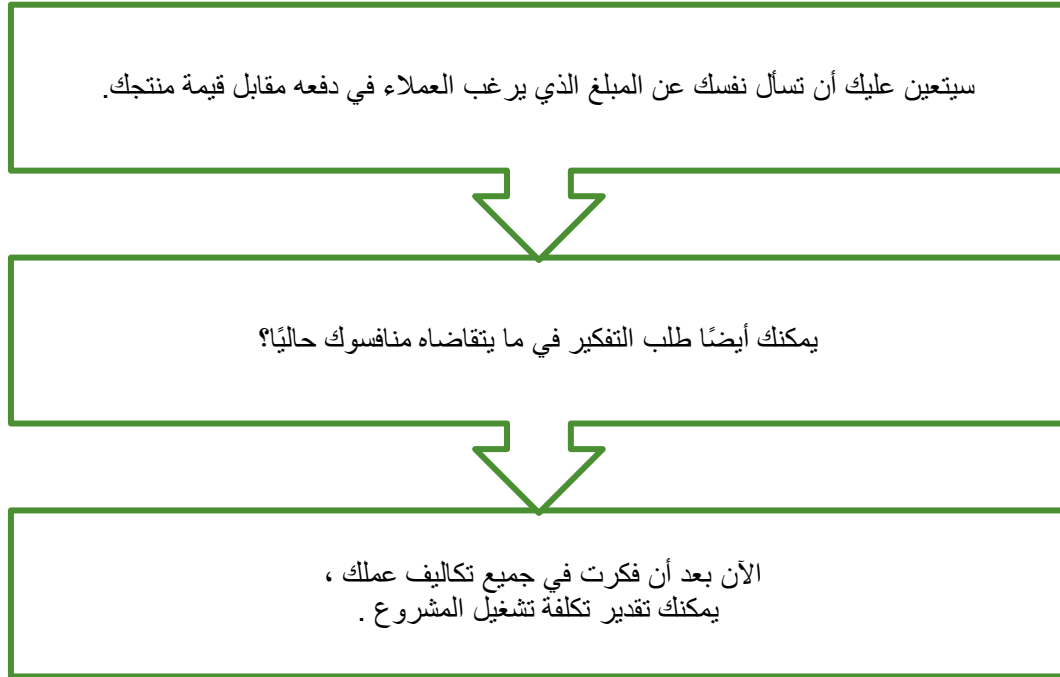 سيتعين عليك أن تسأل نفسك عن المبلغ الذي يرغب العملاء في دفعه مقابل قيمة منتجك.
يمكنك أيضًا طلب التفكير في ما يتقاضاه منافسوك حاليًا؟
الآن بعد أن فكرت في جميع تكاليف عملك ،
يمكنك تقدير تكلفة تشغيل المشروع .